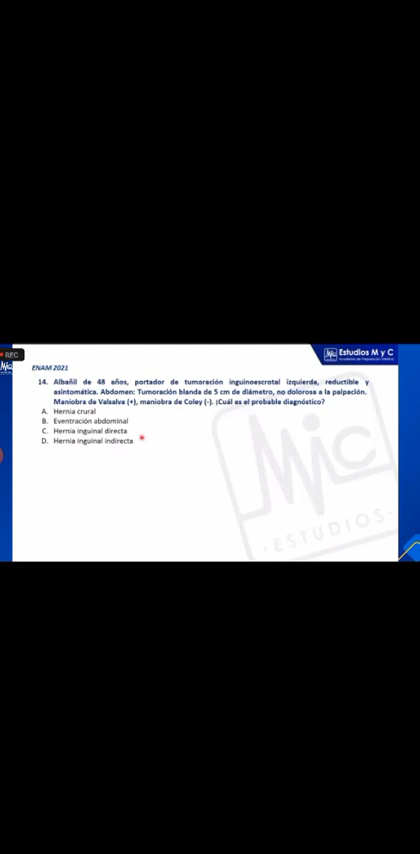 REC
Estudios M y C
ENAM 2021
14. Albañil de 48 años, portador de tumoración inguinoescrotal izquierda, reductible y
asintomática. Abdomen: Tumoración blanda de 5 cm de diámetro, no dolorosa a la palpación.
Maniobra de Valsalva (+), maniobra de Coley (-). ¿Cuál es el probable diagnóstico?
A. Hernia crural
B. Eventración abdominal
C. Hernia inguinal directa
D. Hernia inguinal indirecta
MJC
·ESTUDIOS·